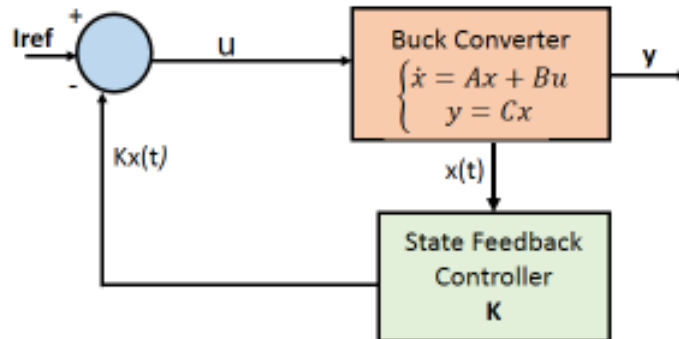 +
Iref
-
u
Buck Converter
ẋ = Ax + Bu
y = Cx
y
Kx(t)
x(t)
State Feedback
Controller
K